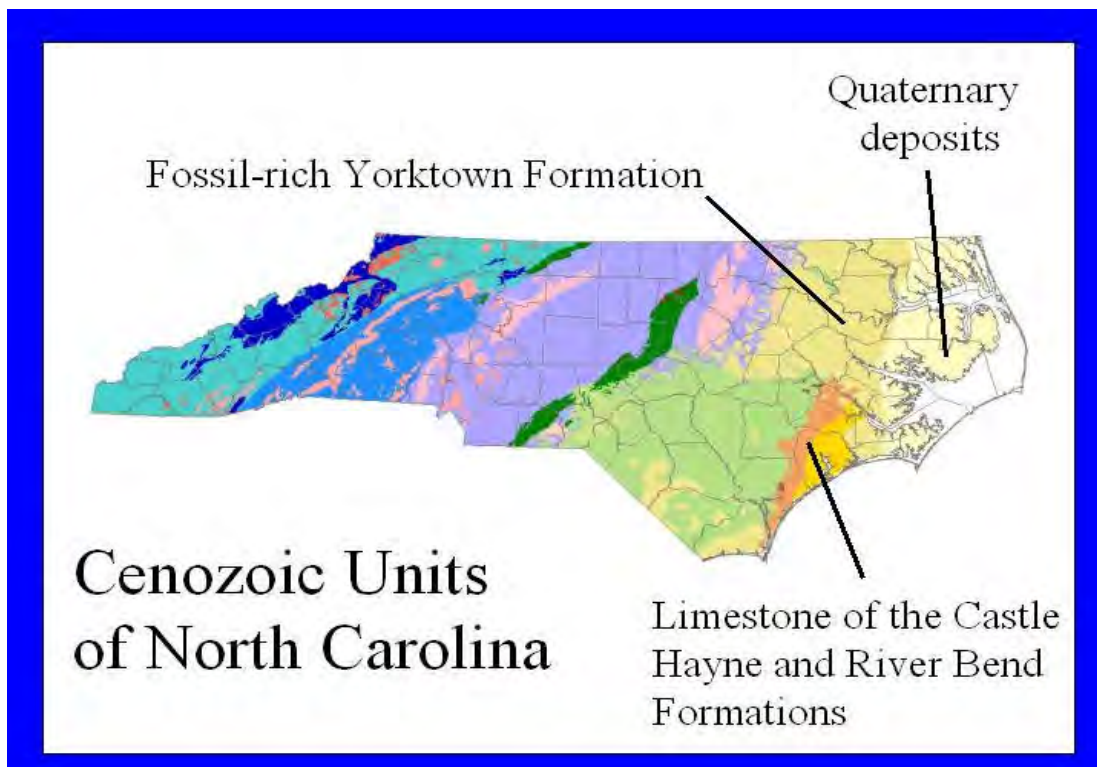 Quaternary
deposits
Fossil-rich Yorktown Formation
Cenozoic Units
of North Carolina
Limestone of the Castle
Hayne and River Bend
Formations